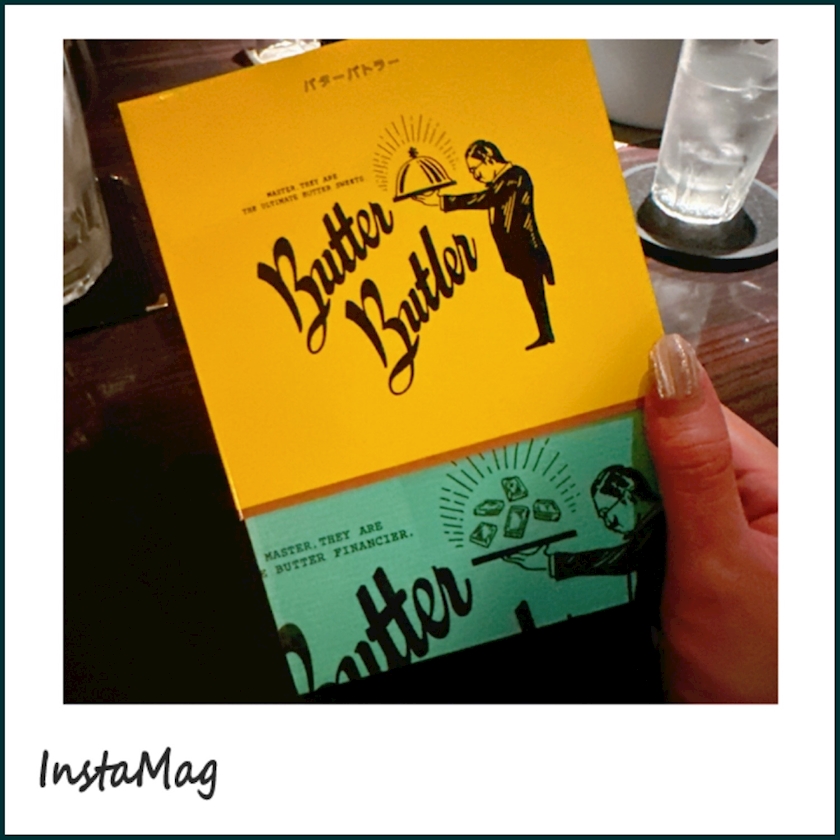 バターバトラー
MASTER, THEY ARE
THE ULTIMATE BUTTER SWEETS
Butter
Butler
MASTER, THEY ARE
BUTTER FINANCIER.
Butter
InstaMag